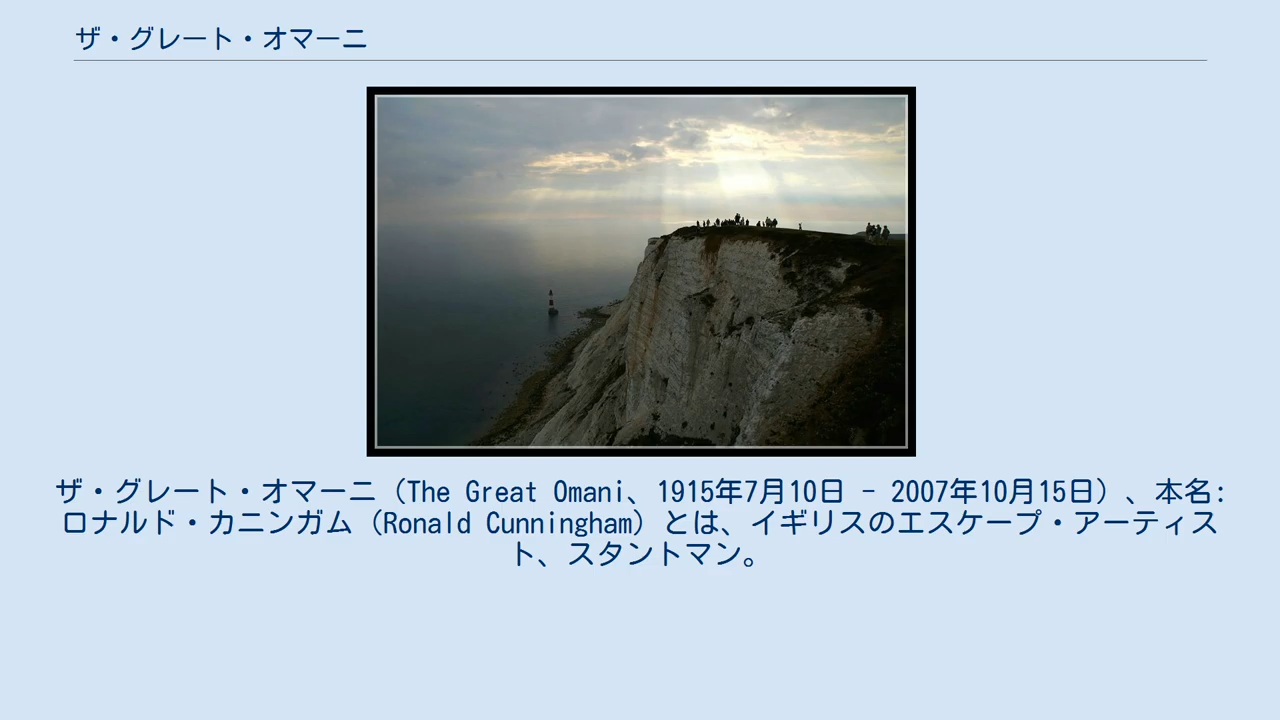 ザ・グレート・オマーニ
ザ・グレート・オマーニ（The Great Omani、1915年7月10日 - 2007年10月15日）、本名:
ロナルド・カニンガム（Ronald Cunningham）とは、イギリスのエスケープ・アーティス
ト、スタントマン。